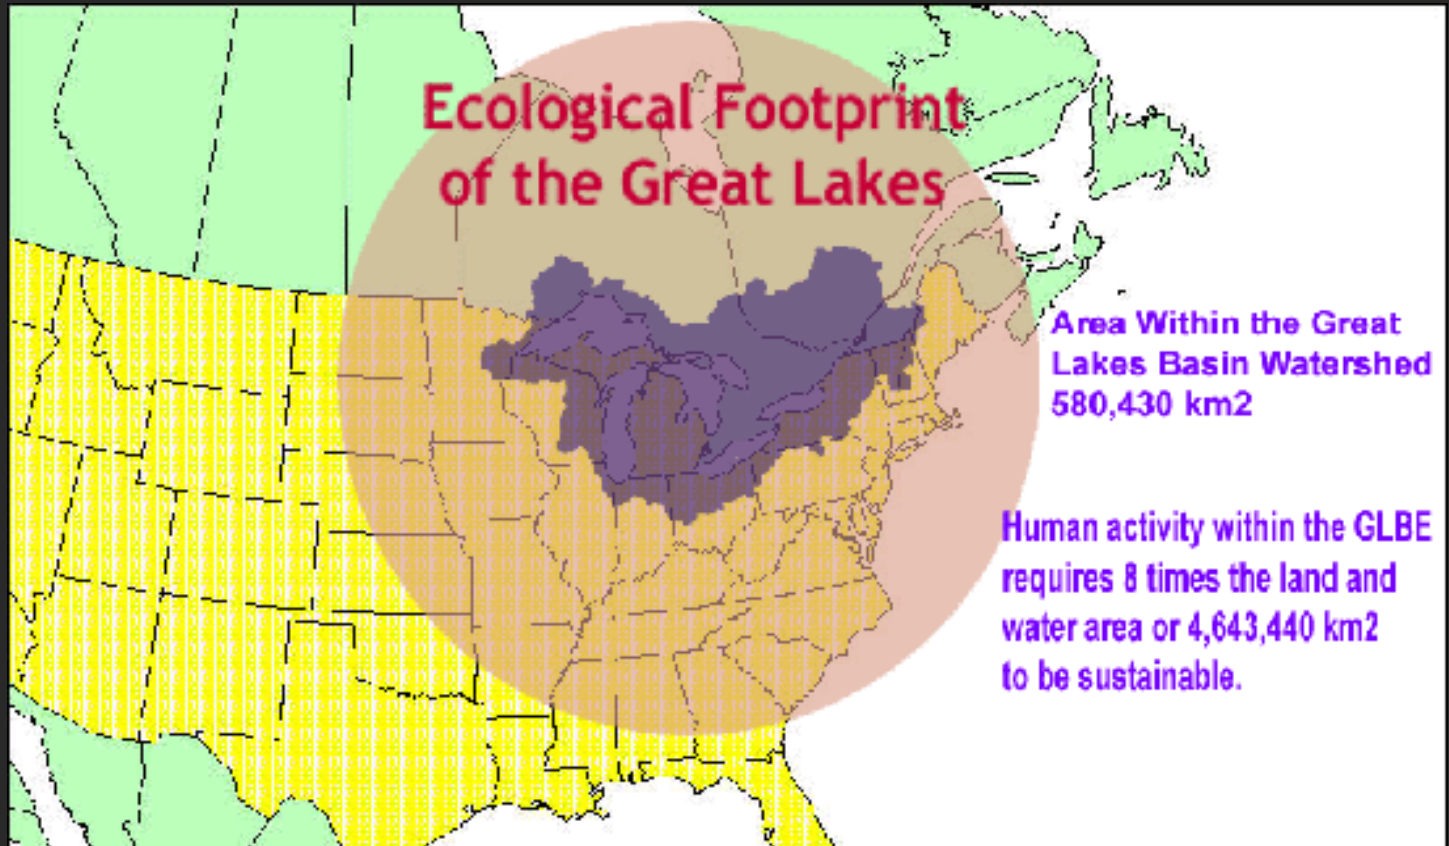 Ecological Footprint
of the Great Lakes
Area Within the Great
Lakes Basin Watershed
580,430 km2
Human activity within the GLBE
requires 8 times the land and
water area or 4,643,440 km2
to be sustainable.